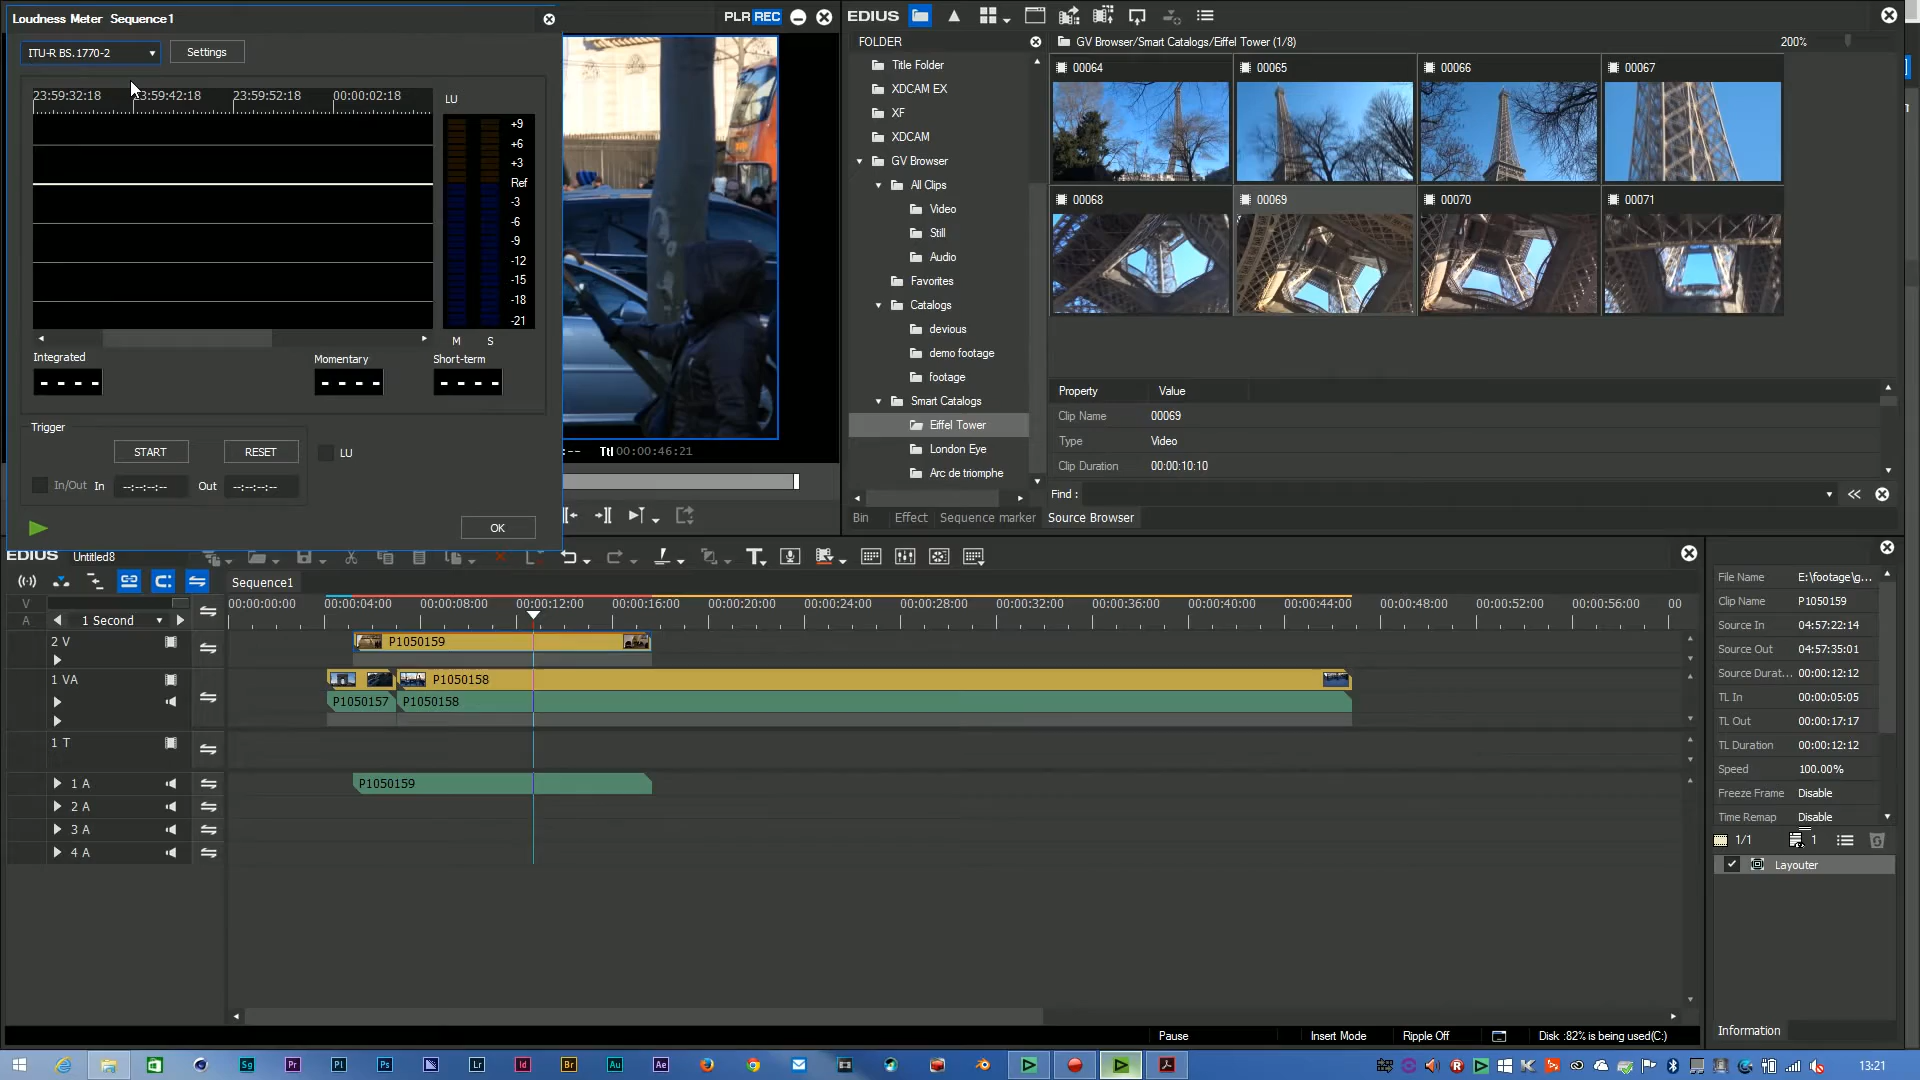 Loudness Meter Sequence1
ITU-R BS.1770-2
Settings
23:59:32:18
23:59:42:18
23:59:52:18
00:00:02:18
LU
+9
+6
+3
Ref
-3
-6
-9
-12
-15
-18
-21
M S
Integrated
Momentary
Short-term
- - - -
- - - -
- - - -
Trigger
START
RESET
LU
In/Out In --:--:--:-- Out --:--:--:--
OK
PLR REC
Ttl 00:00:46:21
EDIUS
FOLDER
Title Folder
XDCAM EX
XF
XDCAM
GV Browser
All Clips
Video
Still
Audio
Favorites
Catalogs
devious
demo footage
footage
Smart Catalogs
Eiffel Tower
London Eye
Arc de triomphe
GV Browser/Smart Catalogs/Eiffel Tower (1/8)
200%
00064
00065
00066
00067
00068
00069
00070
00071
Property Value
Clip Name 00069
Type Video
Clip Duration 00:00:10:10
Find :
Bin
Effect
Sequence marker
Source Browser
EDIUS Untitled8
Sequence1
V
A
1 Second
00:00:00:00
00:00:04:00
00:00:08:00
00:00:12:00
00:00:16:00
00:00:20:00
00:00:24:00
00:00:28:00
00:00:32:00
00:00:36:00
00:00:40:00
00:00:44:00
00:00:48:00
00:00:52:00
00:00:56:00
00
2 V
P1050159
1 VA
P1050158
P1050157
P1050158
1 T
1 A
P1050159
2 A
3 A
4 A
File Name E:\footage\g...
Clip Name P1050159
Source In 04:57:22:14
Source Out 04:57:35:01
Source Durat... 00:00:12:12
TL In 00:00:05:05
TL Out 00:00:17:17
TL Duration 00:00:12:12
Speed 100.00%
Freeze Frame Disable
Time Remap Disable
1/1
1
Layouter
Information
Pause
Insert Mode
Ripple Off
Disk :82% is being used(C:)
Sg
Pr
Pl
Ps
Lr
Id
Br
Au
Ae
13:21